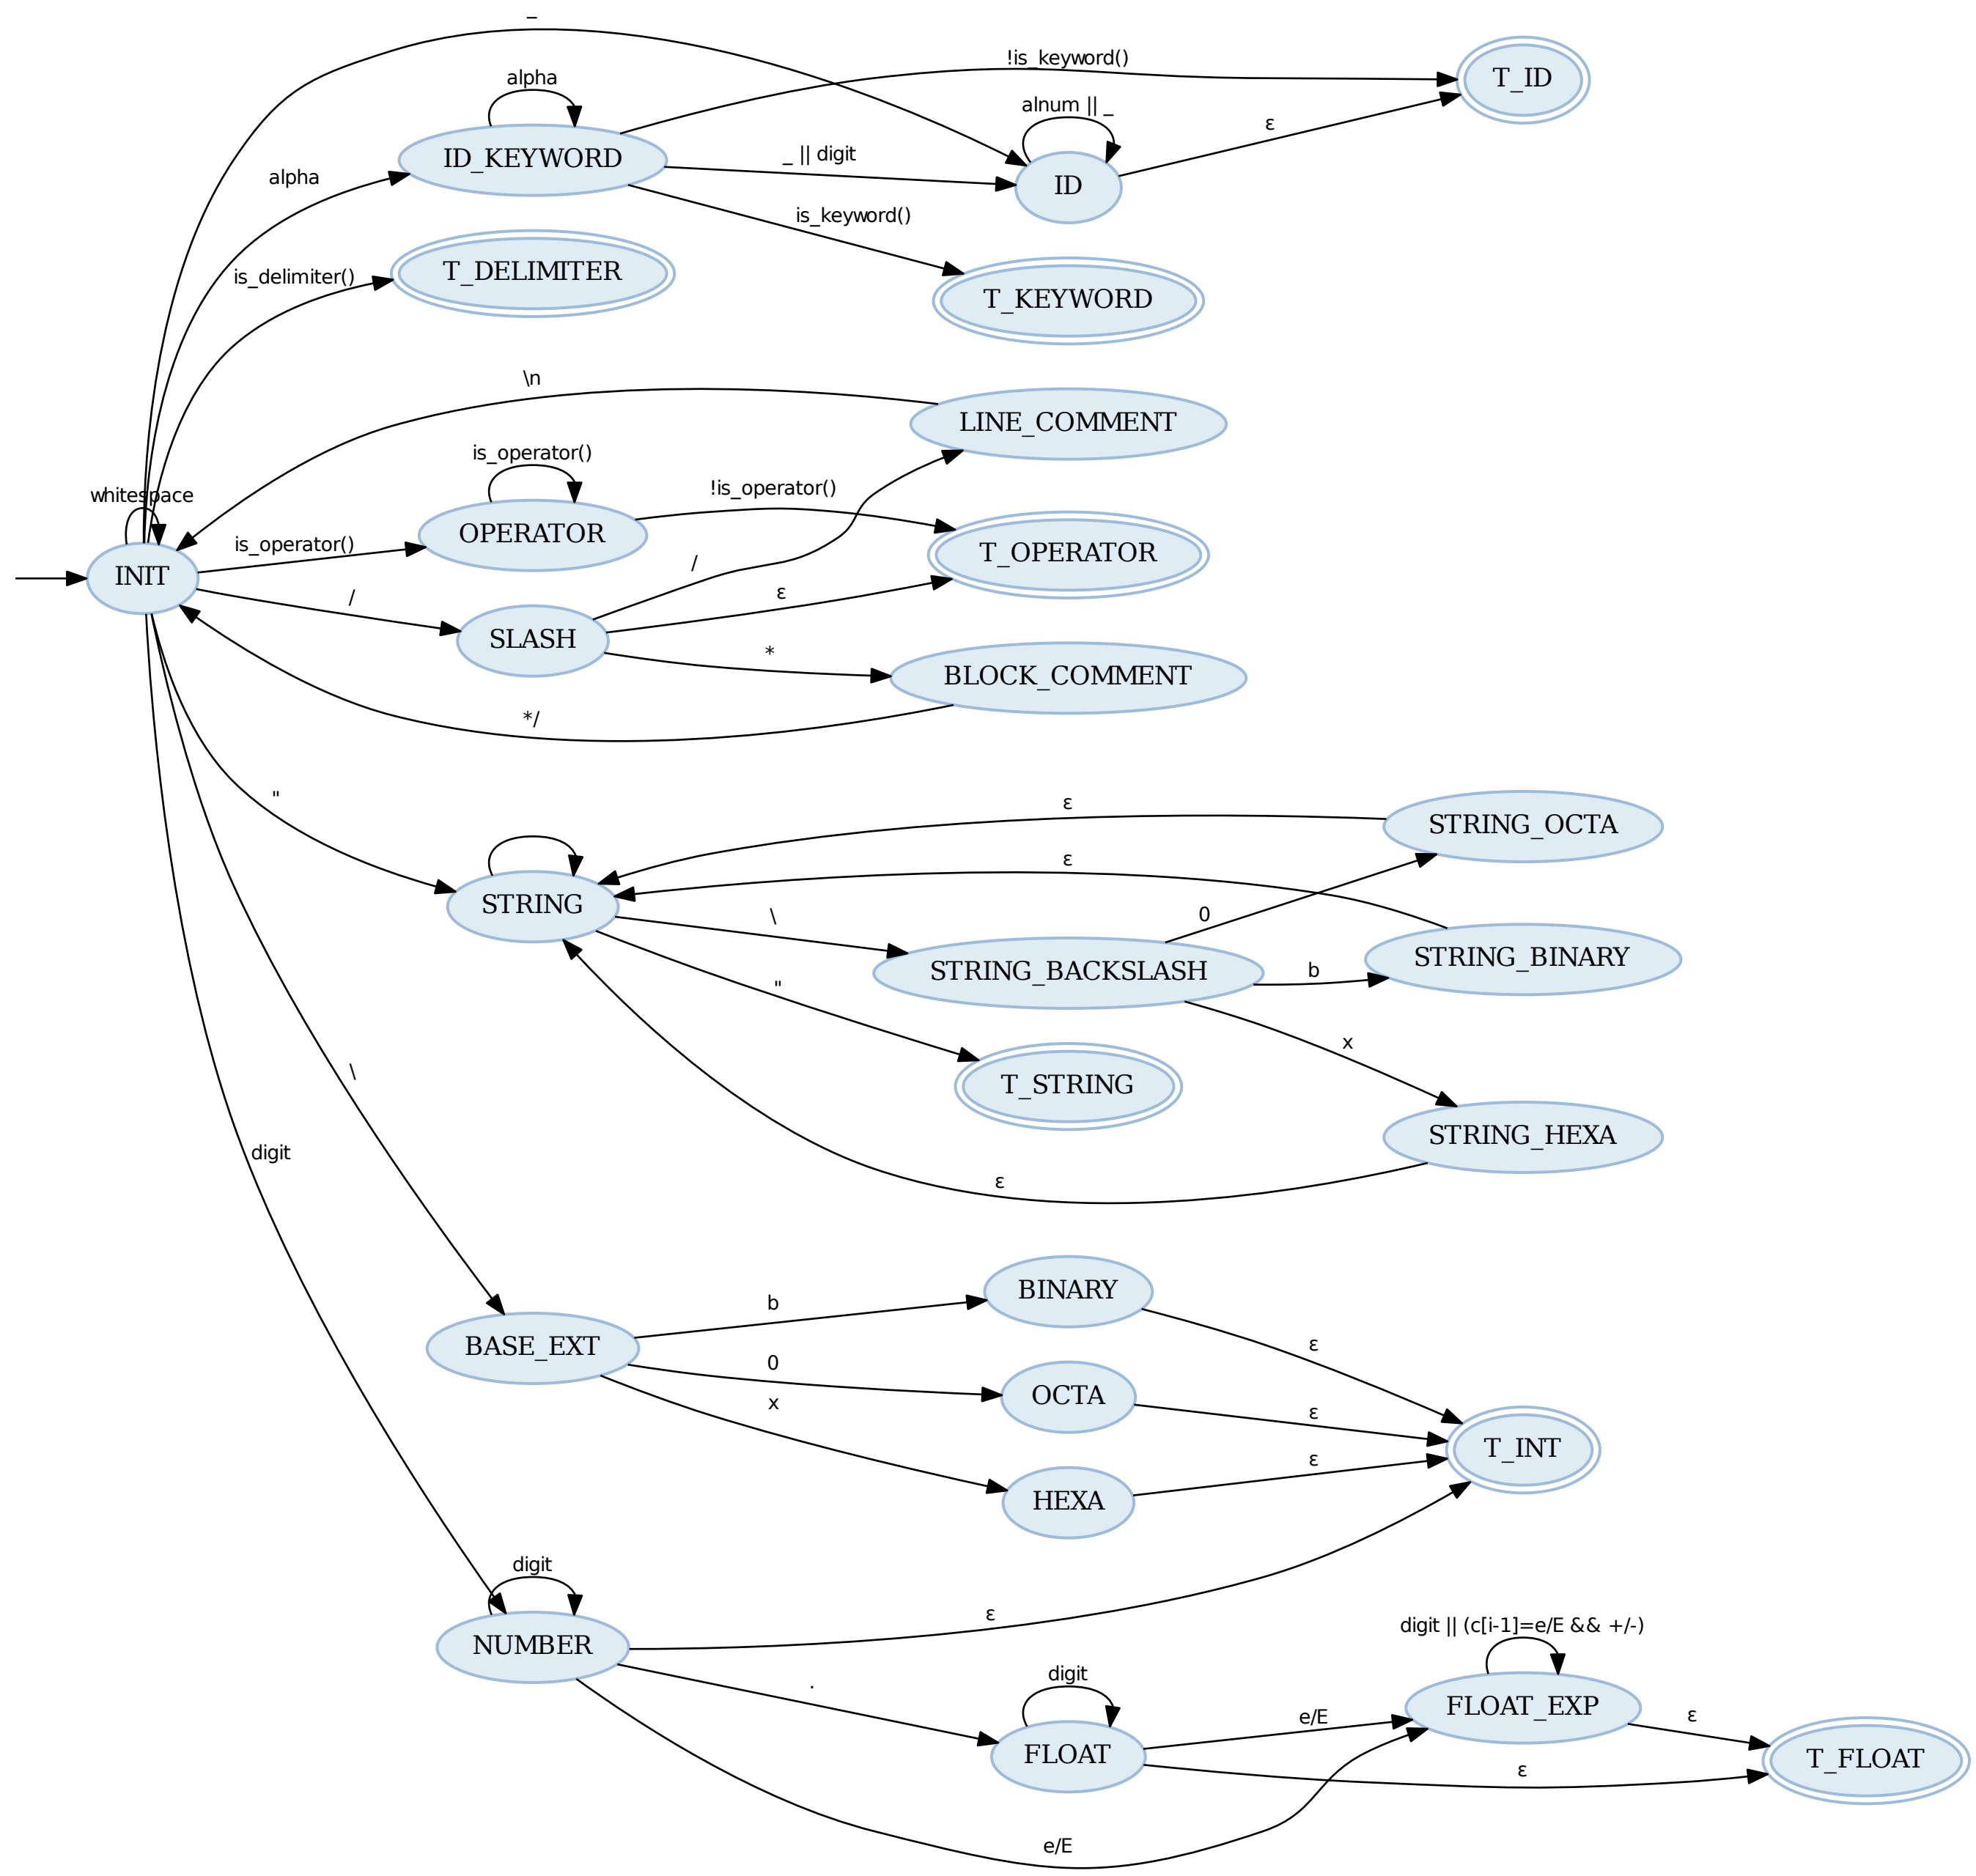 _
!is_keyword()
T_ID
alpha
alnum || _
ε
ID_KEYWORD
_ || digit
alpha
ID
is_keyword()
is_delimiter()
T_DELIMITER
T_KEYWORD
\n
LINE_COMMENT
is_operator()
!is_operator()
whitespace
OPERATOR
is_operator()
T_OPERATOR
/
INIT
ε
/
SLASH
*
BLOCK_COMMENT
*/
"
ε
STRING_OCTA
ε
STRING
\
0
STRING_BINARY
STRING_BACKSLASH
b
"
x
\
T_STRING
STRING_HEXA
digit
ε
BINARY
b
BASE_EXT
ε
0
OCTA
x
ε
T_INT
ε
HEXA
digit
ε
digit || (c[i-1]=e/E && +/-)
NUMBER
digit
.
FLOAT_EXP
e/E
ε
FLOAT
T_FLOAT
ε
e/E